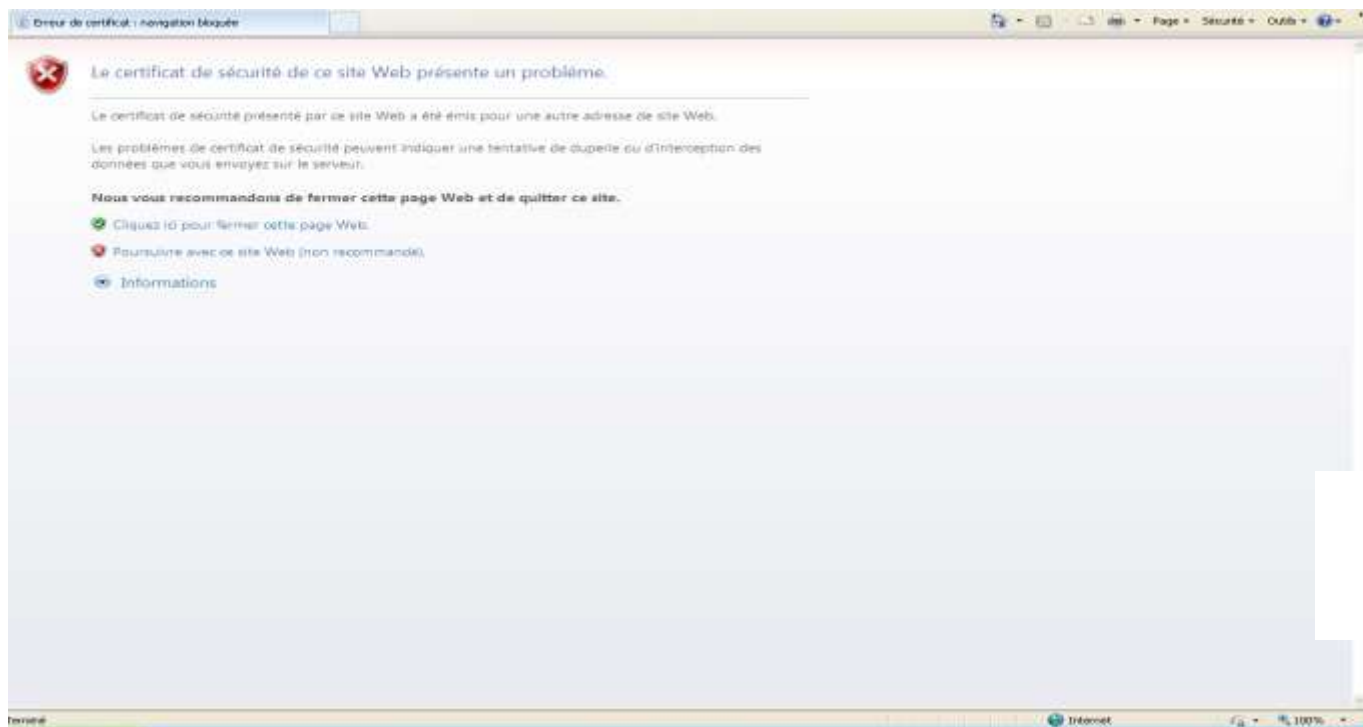 Erreur de certificat : navigation bloquée
Page Sécurité Outils
Le certificat de sécurité de ce site Web présente un problème.
Le certificat de sécurité présenté par ce site Web a été émis pour une autre adresse de site Web.
Les problèmes de certificat de sécurité peuvent indiquer une tentative de duperie ou d'interception des
données que vous envoyez sur le serveur.
Nous vous recommandons de fermer cette page Web et de quitter ce site.
Cliquez ici pour fermer cette page Web.
Poursuivre avec ce site Web (non recommandé).
Informations
Terminé
Internet
100%